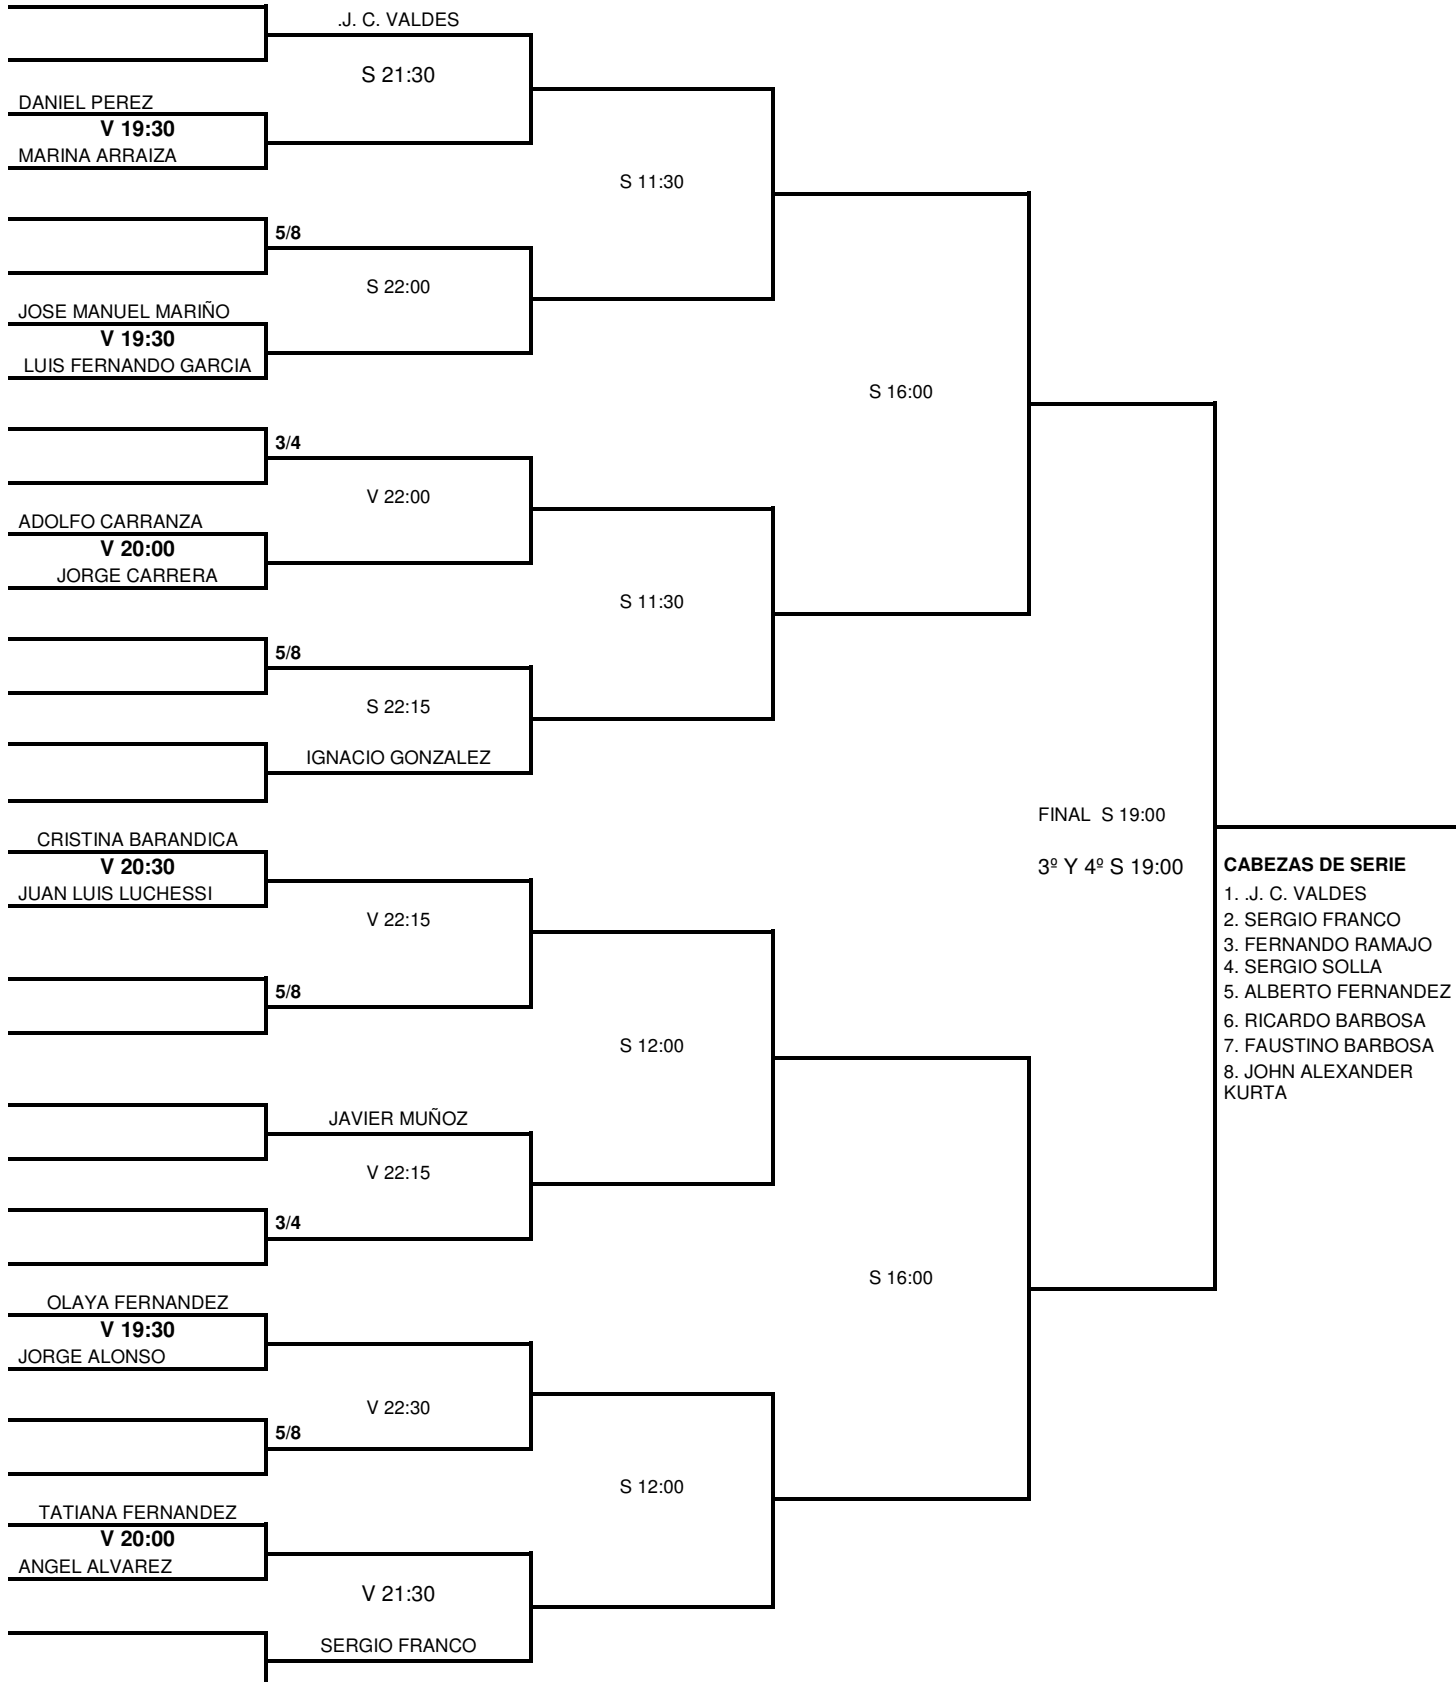 .J. C. VALDES
S 21:30
DANIEL PEREZ
V 19:30
MARINA ARRAIZA
S 11:30
5/8
S 22:00
JOSE MANUEL MARIÑO
V 19:30
LUIS FERNANDO GARCIA
S 16:00
3/4
V 22:00
ADOLFO CARRANZA
V 20:00
JORGE CARRERA
S 11:30
5/8
S 22:15
IGNACIO GONZALEZ
FINAL  S 19:00
3º Y 4º S 19:00
CRISTINA BARANDICA
V 20:30
JUAN LUIS LUCHESSI
V 22:15
5/8
S 12:00
JAVIER MUÑOZ
V 22:15
3/4
CABEZAS DE SERIE
1. .J. C. VALDES
2. SERGIO FRANCO
3. FERNANDO RAMAJO
4. SERGIO SOLLA
5. ALBERTO FERNANDEZ
6. RICARDO BARBOSA
7. FAUSTINO BARBOSA
8. JOHN ALEXANDER
KURTA
S 16:00
OLAYA FERNANDEZ
V 19:30
JORGE ALONSO
V 22:30
5/8
S 12:00
TATIANA FERNANDEZ
V 20:00
ANGEL ALVAREZ
V 21:30
SERGIO FRANCO